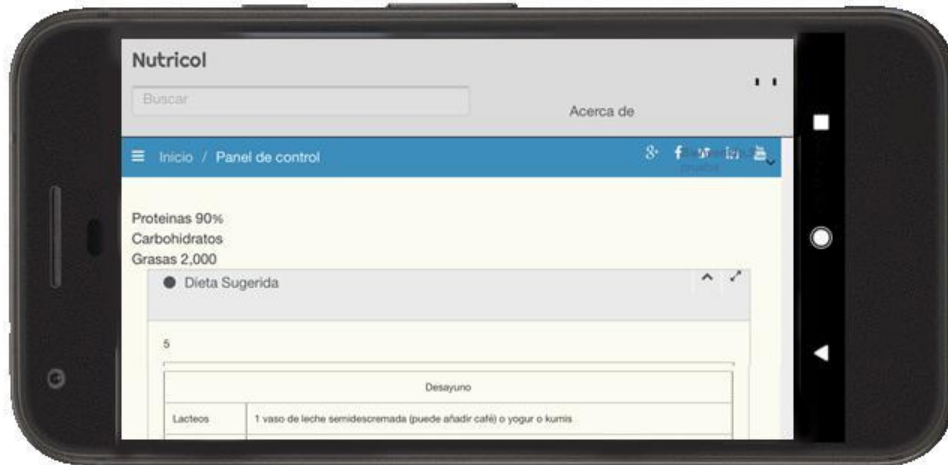 Nutricol
Buscar
Acerca de
Inicio / Panel de control
Proteinas 90%
Carbohidratos
Grasas 2,000
Dieta Sugerida
5
Desayuno
Lacteos 1 vaso de leche semidescremada (puede añadir café) o yogur o kumis